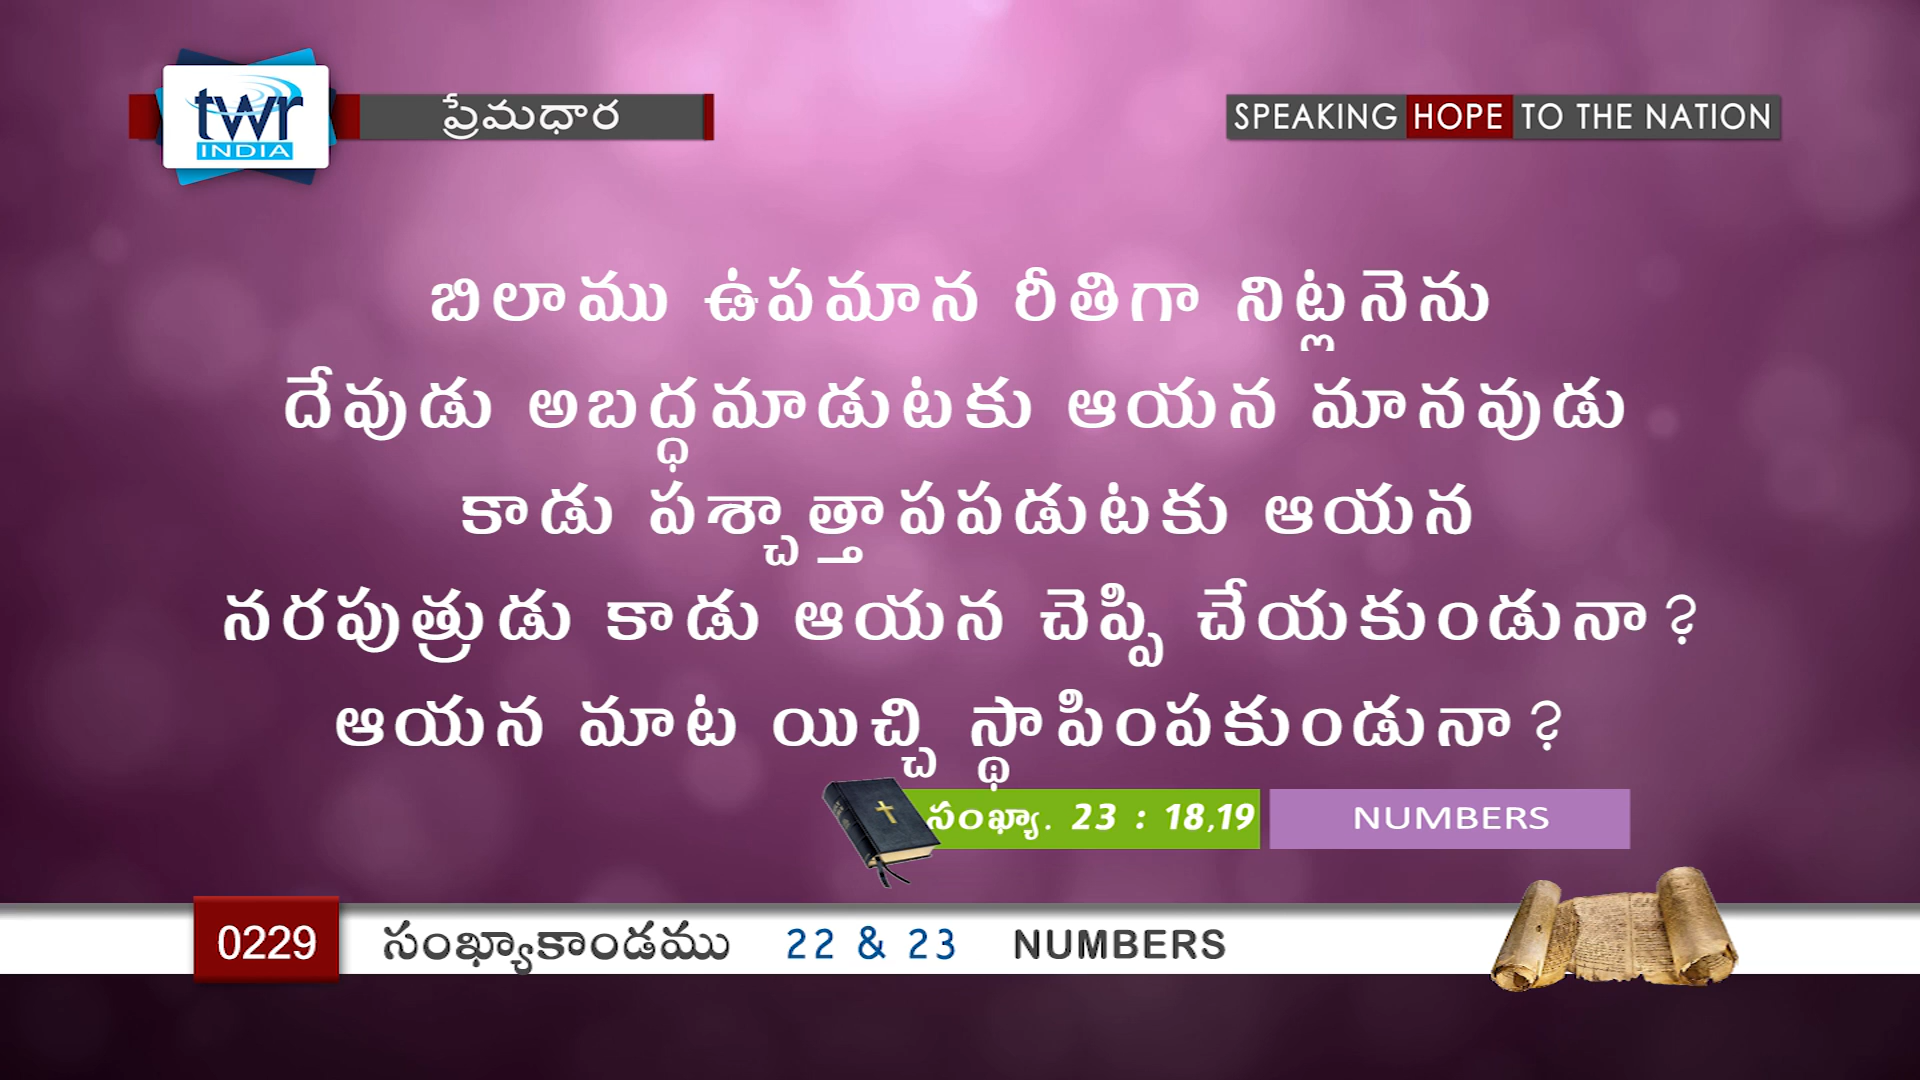 twr
INDIA
ప్రేమధార
SPEAKING HOPE TO THE NATION
బిలాము ఉపమాన రీతిగా నిట్లనెను
దేవుడు అబద్ధమాడుటకు ఆయన మానవుడు
కాడు పశ్చాత్తాపపడుటకు ఆయన
నరపుత్రుడు కాడు ఆయన చెప్పి చేయకుండునా?
ఆయన మాట యిచ్చి స్థాపింపకుండునా?
సంఖ్యా. 23 : 18,19
NUMBERS
0229 సంఖ్యాకాండము 22 & 23 NUMBERS